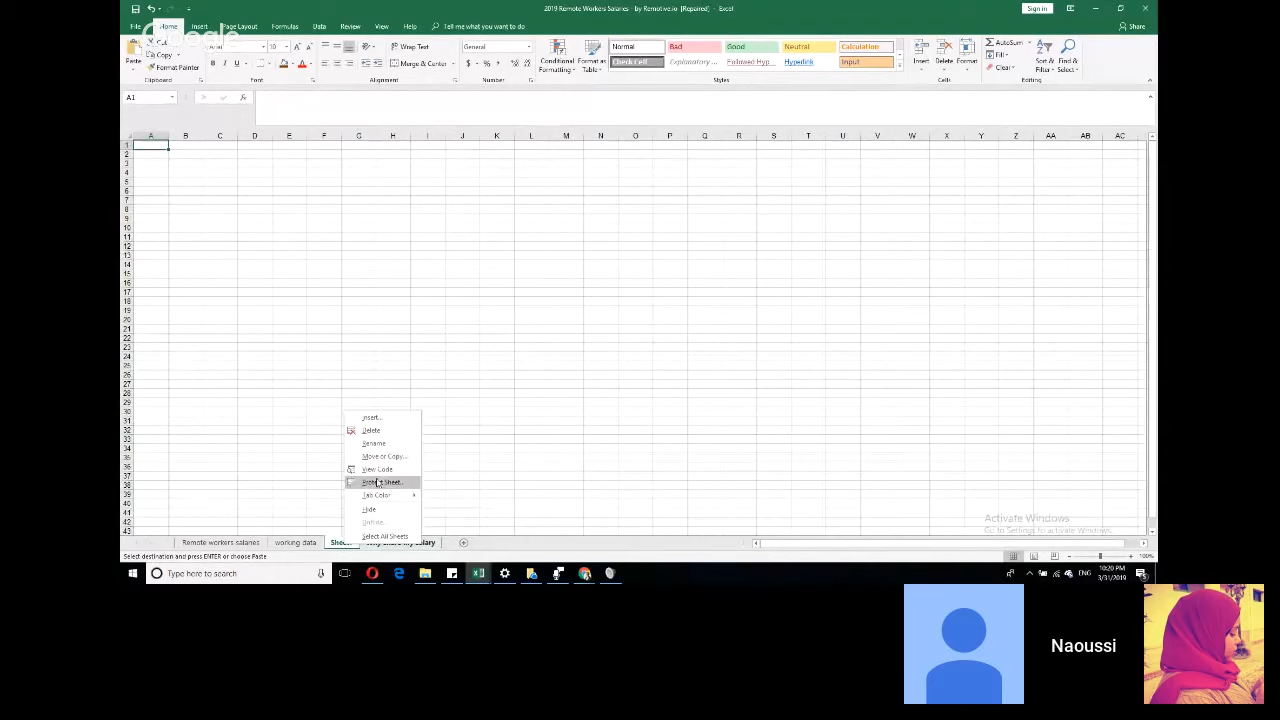 2019 Remote Workers Salaries - by Remotive.io [Repaired] - Excel
Sign in
File Home Insert Page Layout Formulas Data Review View Help Tell me what you want to do Share
Google
Paste
Cut
Copy
Format Painter
Clipboard
10
B I U
Font
Wrap Text
Merge & Center
Alignment
General
$ % ,
Number
Conditional Formatting
Format as Table
Normal Bad Good Neutral Calculation
Check Cell Explanatory ... Followed Hyp... Hyperlink Input
Styles
Insert Delete Format
Cells
AutoSum
Fill
Clear
Sort & Filter
Find & Select
Editing
A1
fx
A B C D E F G H I J K L M N O P Q R S T U V W X Y Z AA AB AC
1
2
3
4
5
6
7
8
9
10
11
12
13
14
15
16
17
18
19
20
21
22
23
24
25
26
27
28
29
30
31
32
33
34
35
36
37
38
39
40
41
42
43
Insert...
Delete
Rename
Move or Copy...
View Code
Protect Sheet...
Tab Color
Hide
Unhide...
Select All Sheets
Activate Windows
Go to Settings to activate Windows.
Remote workers salaries working data
Select destination and press ENTER or choose Paste
100%
Type here to search
ENG
10:20 PM
3/31/2019
Naoussi